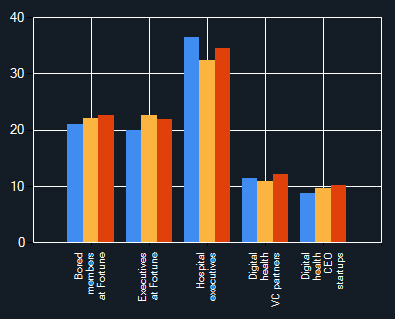 40
30
20
10
0
Bored
members
at Fortune
Executives
at Fortune
Hospital
executives
Digital
health
VC partners
Digital
health
CEO
startups